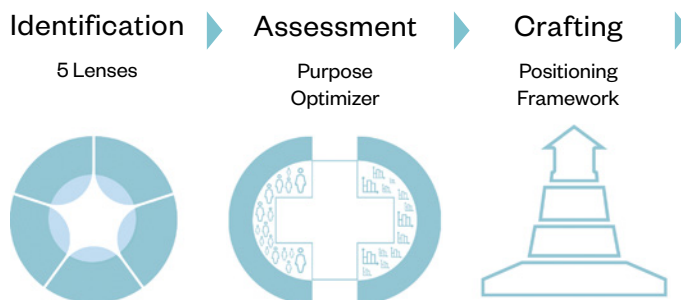 Identification
5 Lenses
Assessment
Purpose
Optimizer
Crafting
Positioning
Framework